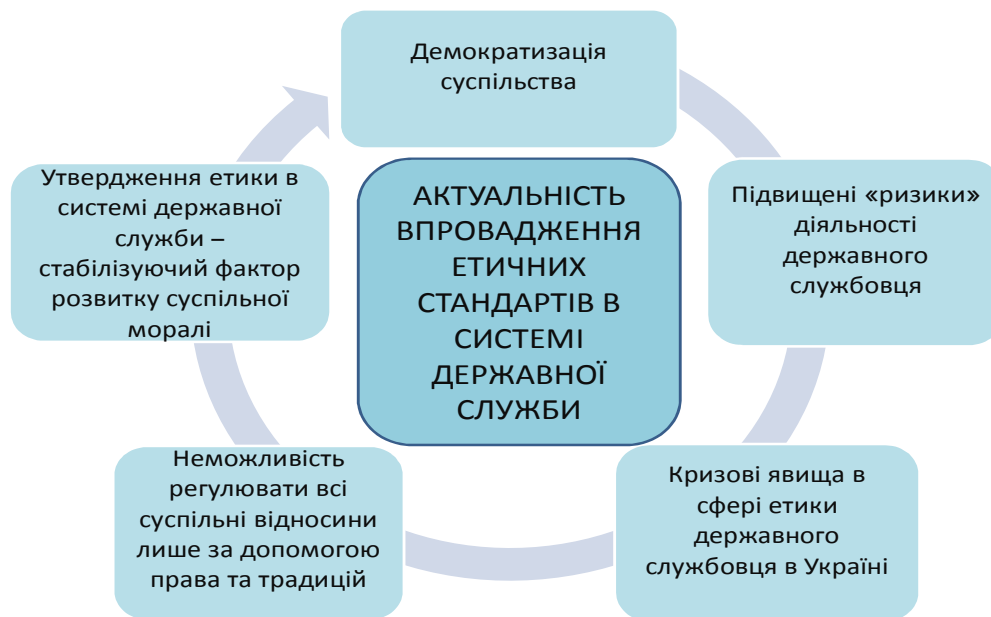 Демократизація
суспільства
Підвищені «ризики»
діяльності
державного
службовця
Кризові явища в
сфері етики
державного
службовця в Україні
Неможливість
регулювати всі
суспільні відносини
лише за допомогою
права та традицій
Утвердження етики в
системі державної
служби –
стабілізуючий фактор
розвитку суспільної
моралі
АКТУАЛЬНІСТЬ
ВПРОВАДЖЕННЯ
ЕТИЧНИХ
СТАНДАРТІВ В
СИСТЕМІ
ДЕРЖАВНОЇ
СЛУЖБИ